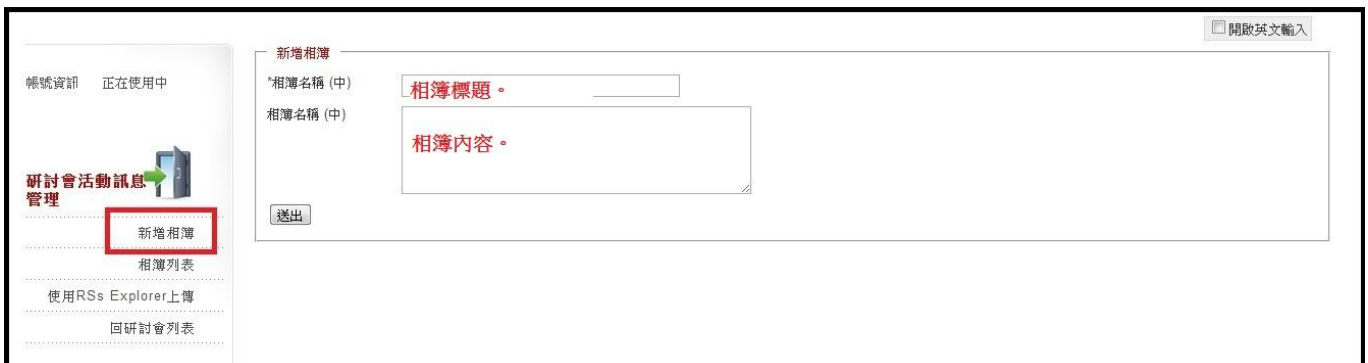 開啟英文輸入
帳號資訊 正在使用中
研討會活動訊息
管理
新增相簿
相簿列表
使用RSs Explorer上傳
回研討會列表
新增相簿
*相簿名稱 (中)
相簿標題。
相簿名稱 (中)
相簿內容。
送出